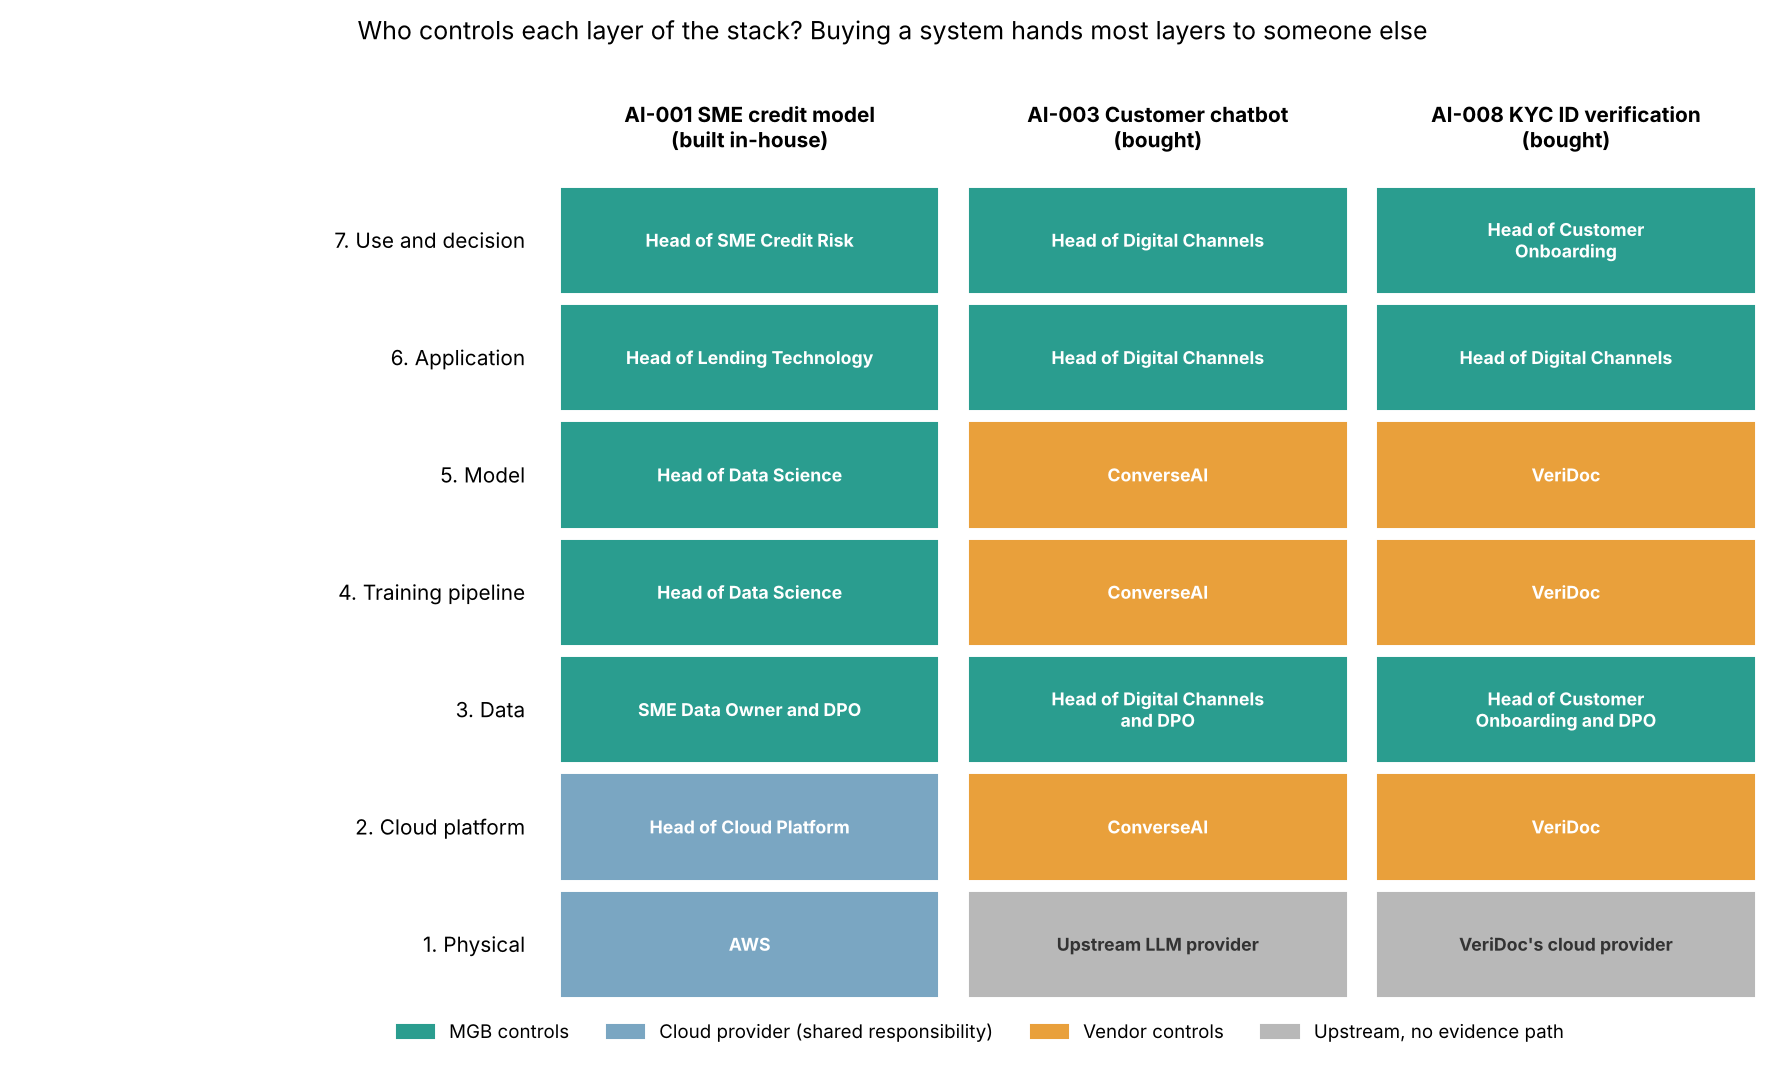 Who controls each layer of the stack? Buying a system hands most layers to someone else
AI-001 SME credit model
(built in-house)
AI-003 Customer chatbot
(bought)
AI-008 KYC ID verification
(bought)
7. Use and decision
Head of SME Credit Risk
Head of Digital Channels
Head of Customer
Onboarding
6. Application
Head of Lending Technology
Head of Digital Channels
Head of Digital Channels
5. Model
Head of Data Science
ConverseAI
VeriDoc
4. Training pipeline
Head of Data Science
ConverseAI
VeriDoc
3. Data
SME Data Owner and DPO
Head of Digital Channels
and DPO
Head of Customer
Onboarding and DPO
2. Cloud platform
Head of Cloud Platform
ConverseAI
VeriDoc
1. Physical
AWS
Upstream LLM provider
VeriDoc's cloud provider
MGB controls
Cloud provider (shared responsibility)
Vendor controls
Upstream, no evidence path